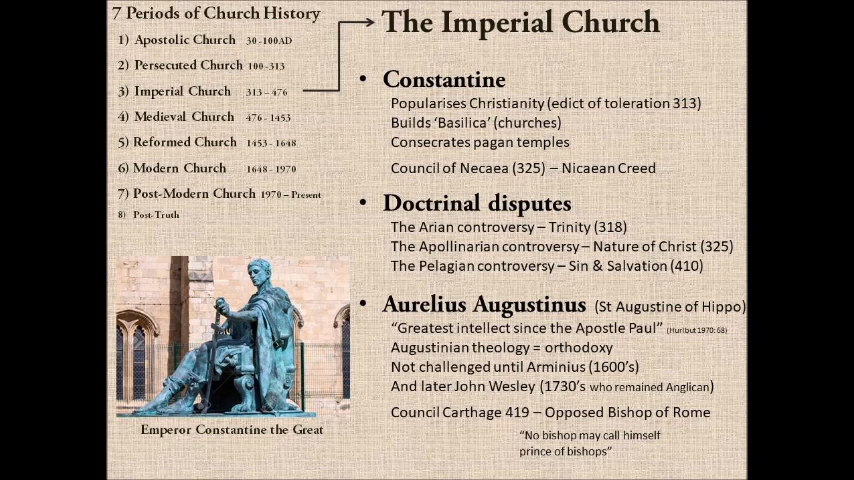 7 Periods of Church History
1) Apostolic Church 30-100AD
2) Persecuted Church 100-313
3) Imperial Church 313 – 476
4) Medieval Church 476 - 1453
5) Reformed Church 1453 - 1648
6) Modern Church 1648 - 1970
7) Post-Modern Church 1970 – Present
8) Post-Truth
Emperor Constantine the Great
The Imperial Church
• Constantine
Popularises Christianity (edict of toleration 313)
Builds ‘Basilica’ (churches)
Consecrates pagan temples
Council of Necaea (325) – Nicaean Creed
• Doctrinal disputes
The Arian controversy – Trinity (318)
The Apollinarian controversy – Nature of Christ (325)
The Pelagian controversy – Sin & Salvation (410)
• Aurelius Augustinus (St Augustine of Hippo)
“Greatest intellect since the Apostle Paul” (Hurlbut 1970:68)
Augustinian theology = orthodoxy
Not challenged until Arminius (1600’s)
And later John Wesley (1730’s who remained Anglican)
Council Carthage 419 – Opposed Bishop of Rome
“No bishop may call himself
prince of bishops”